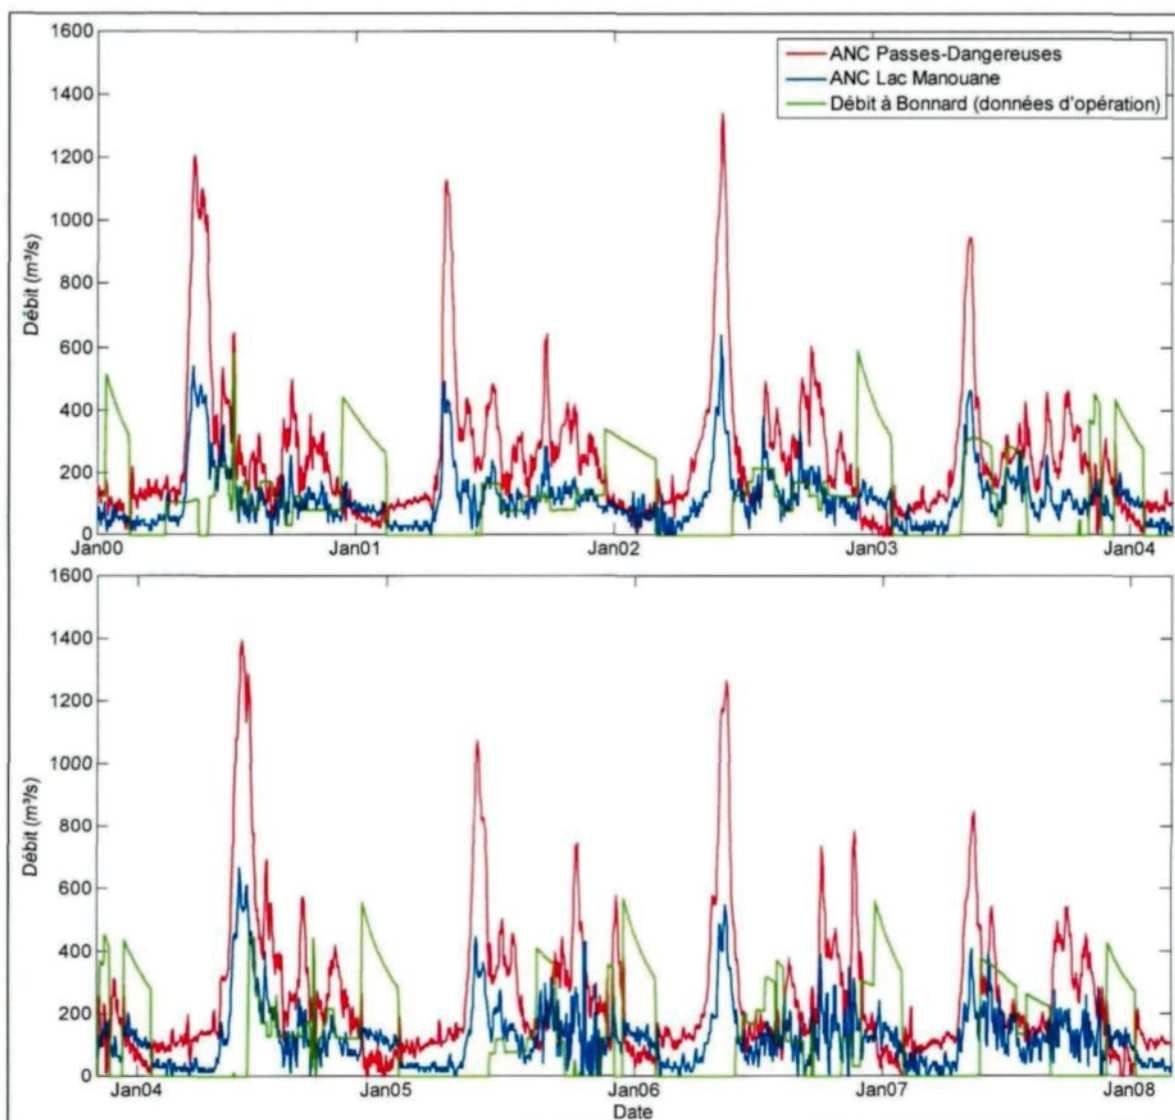 1600
1400
1200
1000
800
600
400
200
0
Débit (m³/s)
ANC Passes-Dangereuses
ANC Lac Manouane
Débit à Bonnard (données d'opération)
Jan00 Jan01 Jan02 Jan03 Jan04
1600
1400
1200
1000
800
600
400
200
0
Débit (m³/s)
Jan04 Jan05 Jan06 Jan07 Jan08
Date